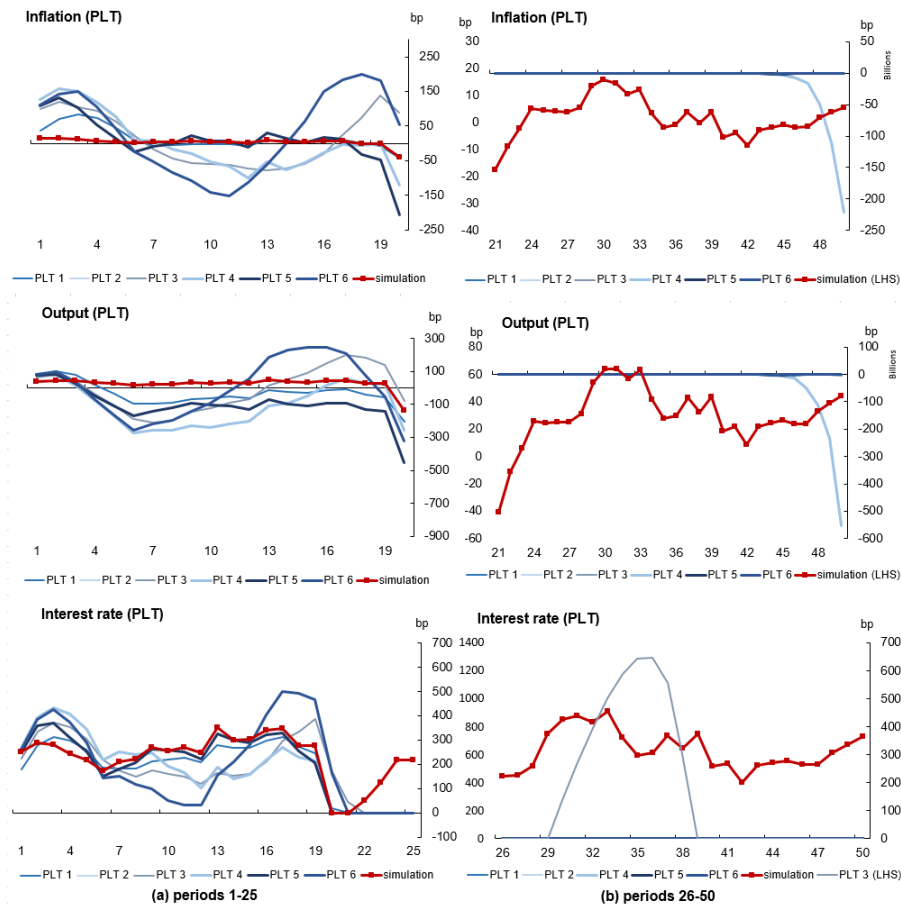 Inflation (PLT)
bp
250
150
50
-50
-150
-250
1 4 7 10 13 16 19
PLT 1 PLT 2 PLT 3 PLT 4 PLT 5 PLT 6 simulation
Inflation (PLT)
bp
bp
30
20
10
0
-10
-20
-30
-40
50
0
-50
-100
-150
-200
-250
Billions
21 24 27 30 33 36 39 42 45 48
PLT 1 PLT 2 PLT 3 PLT 4 PLT 5 PLT 6 simulation (LHS)
Output (PLT)
bp
300
100
-100
-300
-500
-700
-900
1 4 7 10 13 16 19
PLT 1 PLT 2 PLT 3 PLT 4 PLT 5 PLT 6 simulation
Output (PLT)
bp
bp
80
60
40
20
0
-20
-40
-60
100
0
-100
-200
-300
-400
-500
-600
Billions
21 24 27 30 33 36 39 42 45 48
PLT 1 PLT 2 PLT 3 PLT 4 PLT 5 PLT 6 simulation (LHS)
Interest rate (PLT)
bp
700
600
500
400
300
200
100
0
-100
1 4 7 10 13 16 19 22 25
PLT 1 PLT 2 PLT 3 PLT 4 PLT 5 PLT 6 simulation
(a) periods 1-25
Interest rate (PLT)
bp
bp
1400
1200
1000
800
600
400
200
0
700
600
500
400
300
200
100
0
26 29 32 35 38 41 44 47 50
PLT 1 PLT 2 PLT 4 PLT 5 PLT 6 simulation PLT 3 (LHS)
(b) periods 26-50